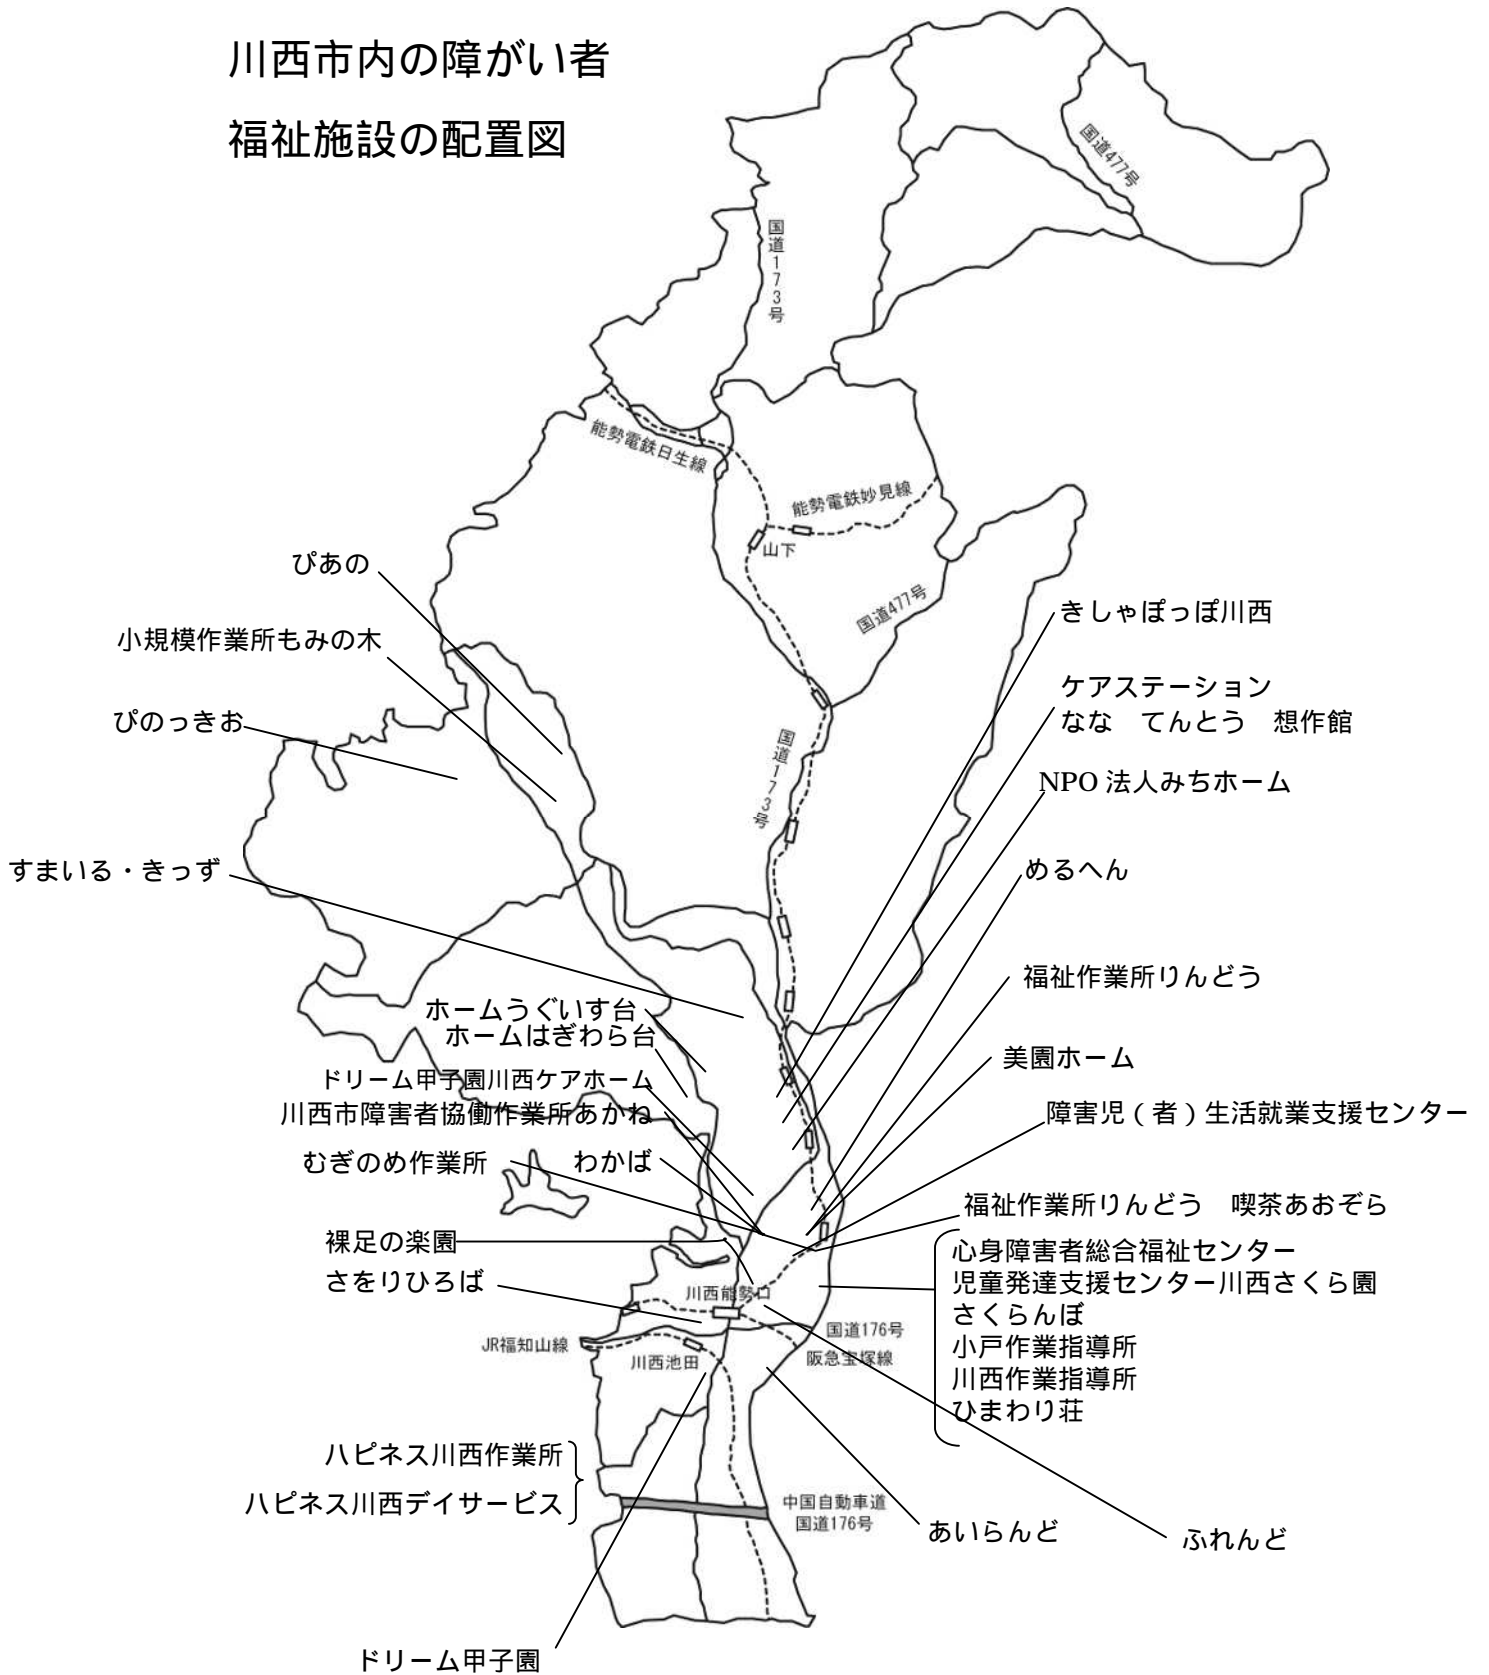 川西市内の障がい者
福祉施設の配置図
国道477号
国道173号
能勢電鉄日生線
能勢電鉄妙見線
山下
国道477号
国道173号
ぴあの
小規模作業所もみの木
ぴのっきお
すまいる・きっず
ホームうぐいす台
ホームはぎわら台
ドリーム甲子園川西ケアホーム
川西市障害者協働作業所あかね
むぎのめ作業所
わかば
裸足の楽園
さをりひろば
きしゃぽっぽ川西
ケアステーション
なな　てんとう　想作館
NPO 法人みちホーム
めるへん
福祉作業所りんどう
美園ホーム
障害児（者）生活就業支援センター
福祉作業所りんどう　喫茶あおぞら
心身障害者総合福祉センター
児童発達支援センター川西さくら園
さくらんぼ
小戸作業指導所
川西作業指導所
ひまわり荘
川西能勢口
国道176号
阪急宝塚線
JR福知山線
川西池田
ハピネス川西作業所
ハピネス川西デイサービス
中国自動車道
国道176号
あいらんど
ふれんど
ドリーム甲子園